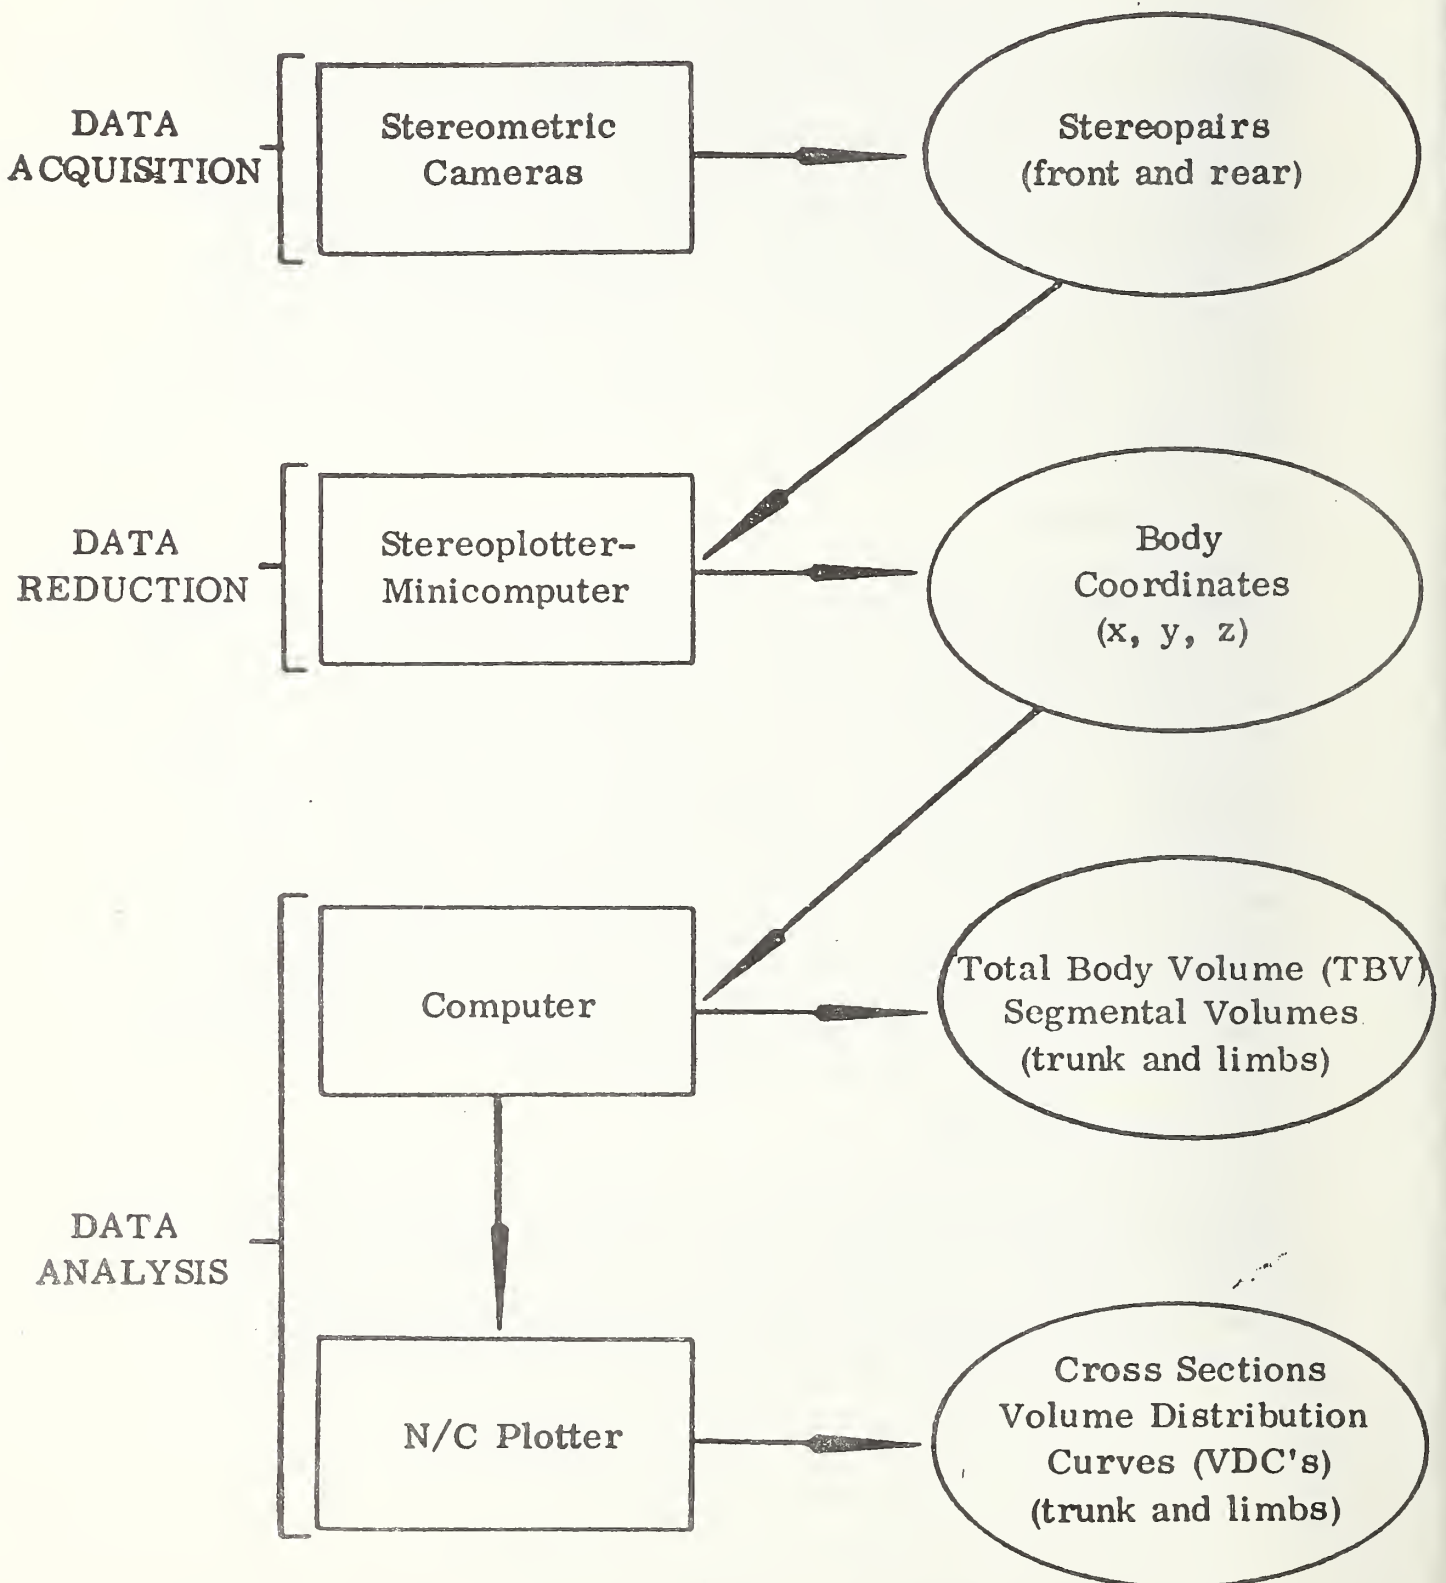 DATA
ACQUISITION
Stereometric
Cameras
Stereopairs
(front and rear)
DATA
REDUCTION
Stereoplotter-
Minicomputer
Body
Coordinates
(x, y, z)
Computer
Total Body Volume (TBV)
Segmental Volumes
(trunk and limbs)
DATA
ANALYSIS
N/C Plotter
Cross Sections
Volume Distribution
Curves (VDC's)
(trunk and limbs)